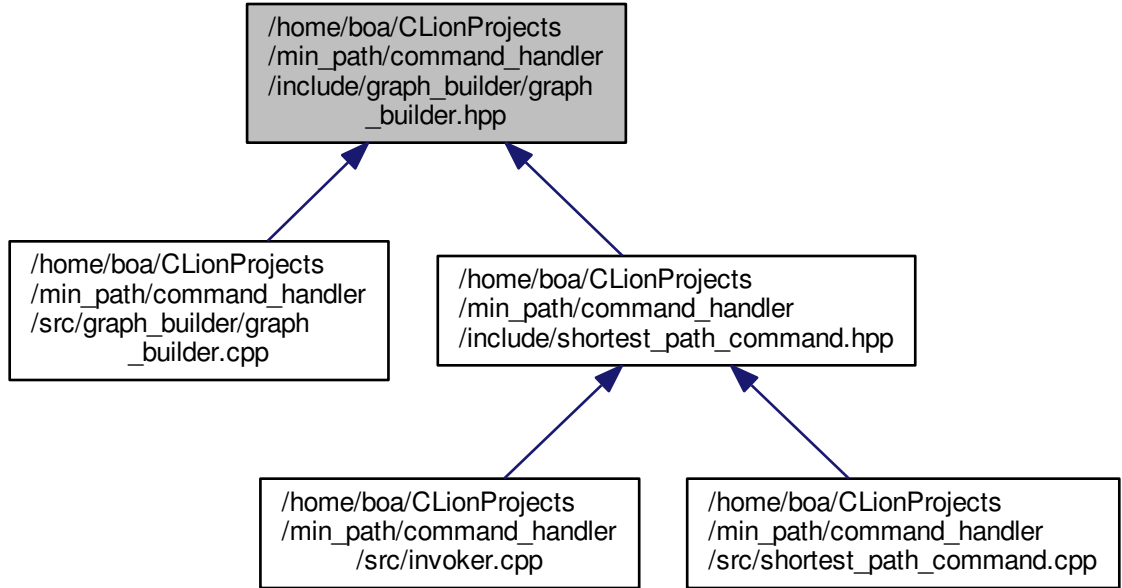 /home/boa/CLionProjects
/min_path/command_handler
/include/graph_builder/graph
_builder.hpp
/home/boa/CLionProjects
/min_path/command_handler
/src/graph_builder/graph
_builder.cpp
/home/boa/CLionProjects
/min_path/command_handler
/include/shortest_path_command.hpp
/home/boa/CLionProjects
/min_path/command_handler
/src/invoker.cpp
/home/boa/CLionProjects
/min_path/command_handler
/src/shortest_path_command.cpp